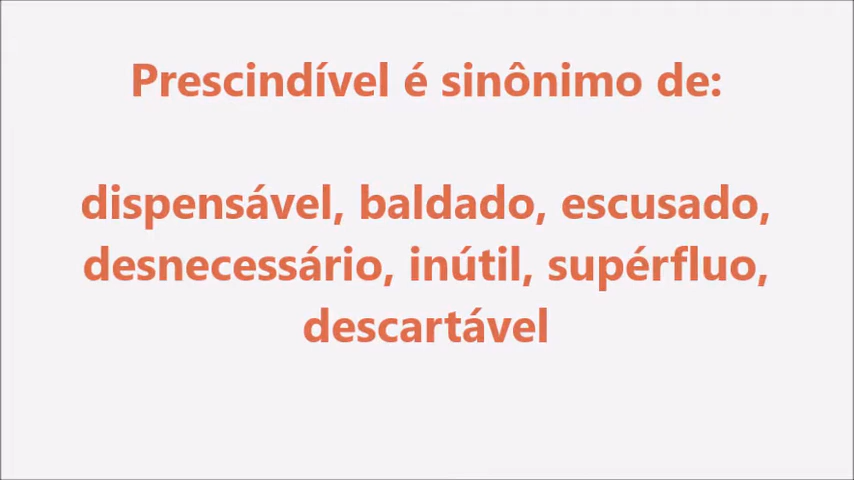 Prescindível é sinônimo de:
dispensável, baldado, escusado,
desnecessário, inútil, supérfluo,
descartável